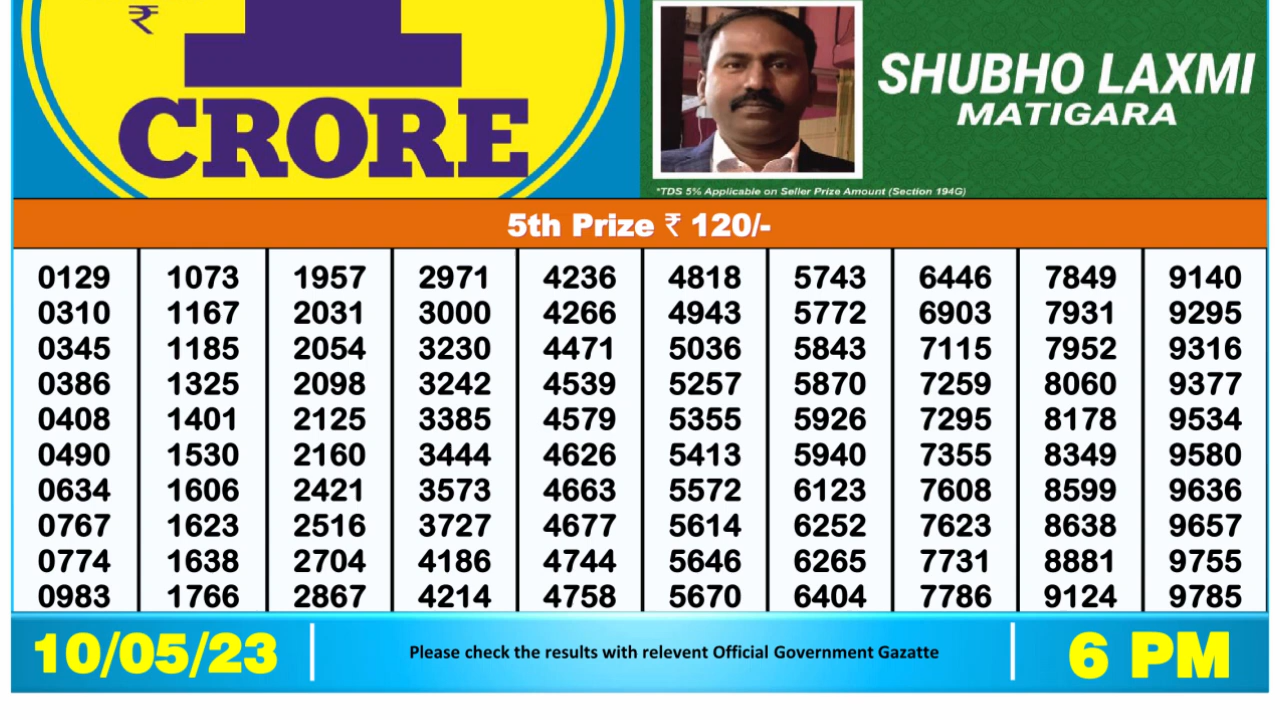 ₹
1
CRORE
SHUBHO LAXMI
MATIGARA
*TDS 5% Applicable on Seller Prize Amount (Section 194G)
5th Prize ₹ 120/-
0129 1073 1957 2971 4236 4818 5743 6446 7849 9140
0310 1167 2031 3000 4266 4943 5772 6903 7931 9295
0345 1185 2054 3230 4471 5036 5843 7115 7952 9316
0386 1325 2098 3242 4539 5257 5870 7259 8060 9377
0408 1401 2125 3385 4579 5355 5926 7295 8178 9534
0490 1530 2160 3444 4626 5413 5940 7355 8349 9580
0634 1606 2421 3573 4663 5572 6123 7608 8599 9636
0767 1623 2516 3727 4677 5614 6252 7623 8638 9657
0774 1638 2704 4186 4744 5646 6265 7731 8881 9755
0983 1766 2867 4214 4758 5670 6404 7786 9124 9785
10/05/23 Please check the results with relevent Official Government Gazatte 6 PM